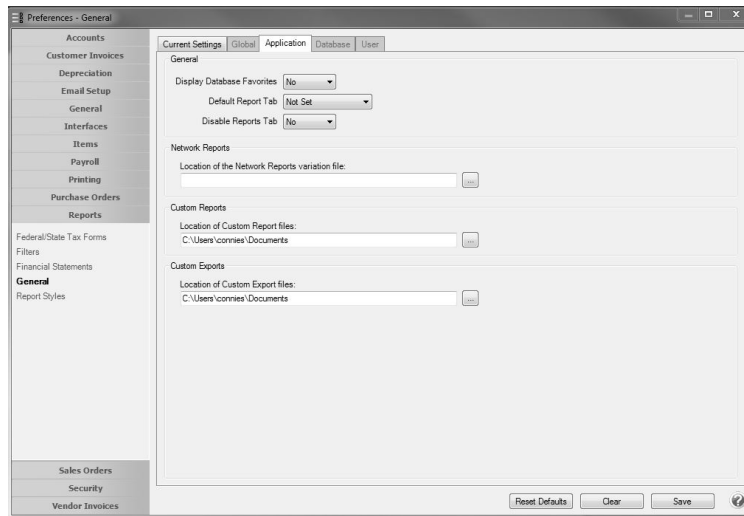 Preferences - General
Accounts
Customer Invoices
Depreciation
Email Setup
General
Interfaces
Items
Payroll
Printing
Purchase Orders
Reports
Federal/State Tax Forms
Filters
Financial Statements
General
Report Styles
Sales Orders
Security
Vendor Invoices
Current Settings Global Application Database User
General
Display Database Favorites No
Default Report Tab Not Set
Disable Reports Tab No
Network Reports
Location of the Network Reports variation file:
...
Custom Reports
Location of Custom Report files:
C:\Users\connies\Documents ...
Custom Exports
Location of Custom Export files:
C:\Users\connies\Documents ...
Reset Defaults Clear Save ?